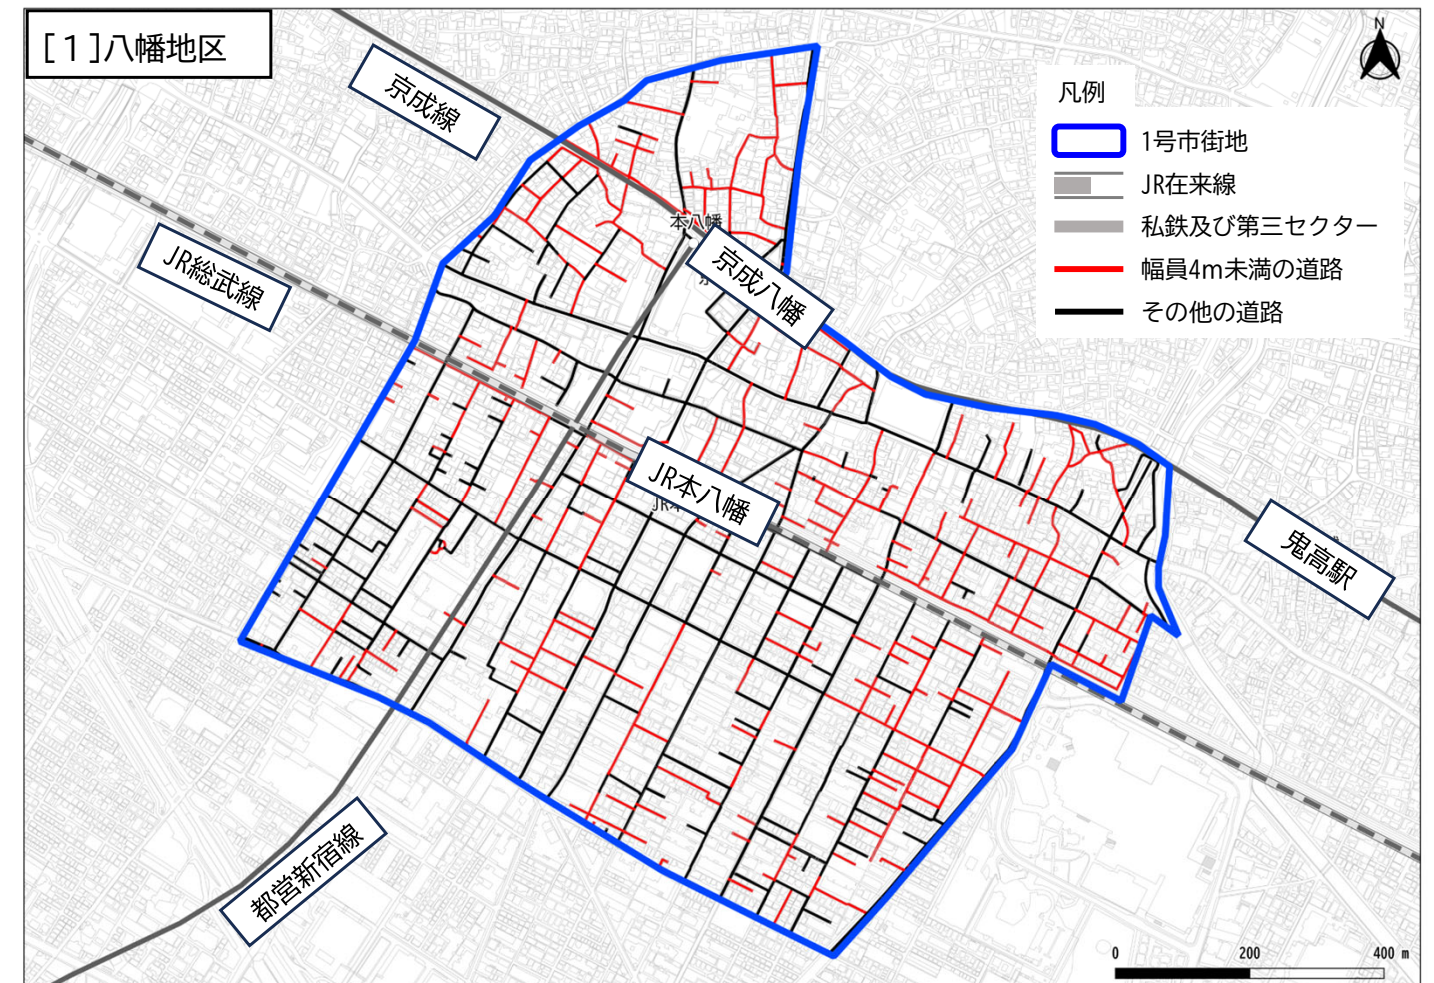 [1]八幡地区
N
京成線
凡例
1号市街地
JR在来線
私鉄及び第三セクター
幅員4m未満の道路
その他の道路
JR総武線
本八幡
京成八幡
JR本八幡
鬼高駅
都営新宿線
0 200 400 m